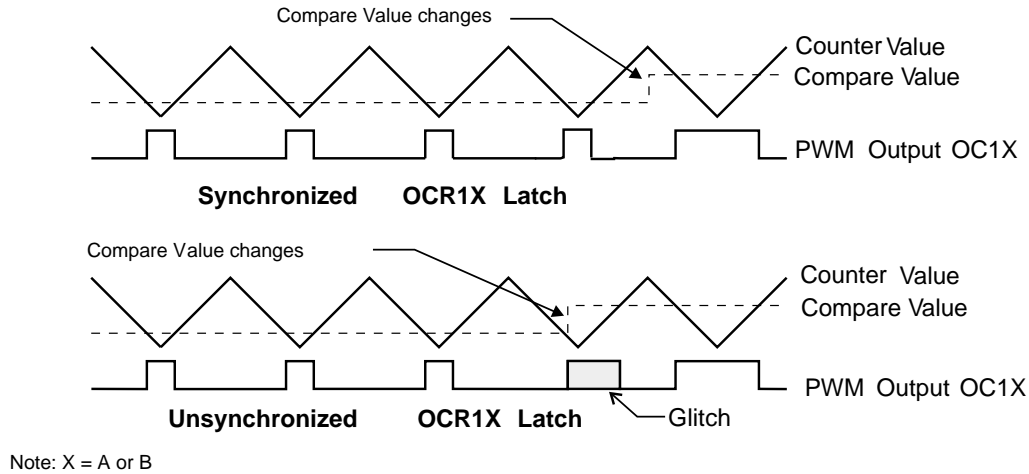 Compare Value changes
Counter Value
Compare Value
PWM Output OC1X
Synchronized OCR1X Latch
Compare Value changes
Counter Value
Compare Value
PWM Output OC1X
Unsynchronized OCR1X Latch
Glitch
Note: X = A or B